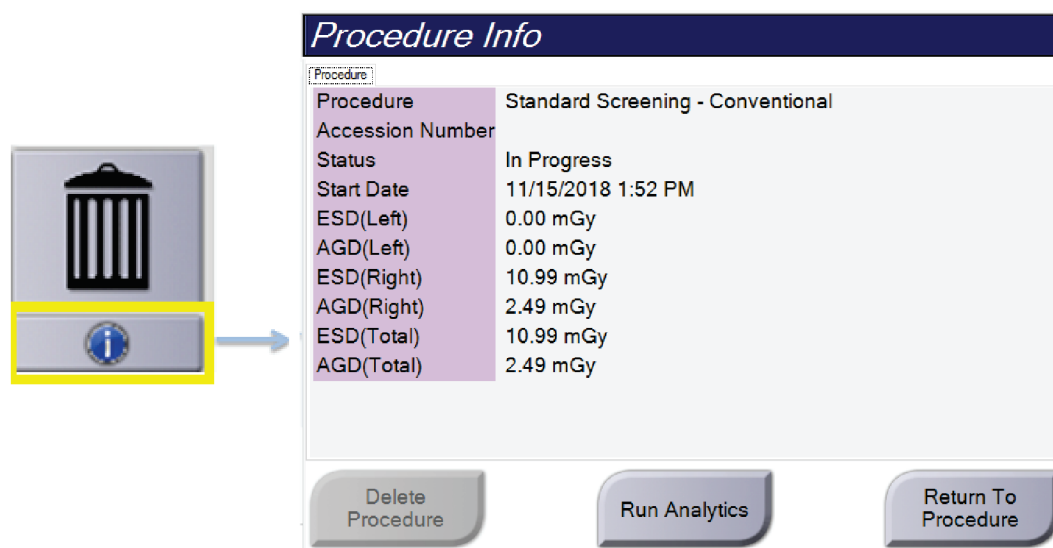 Procedure Info
Procedure
Procedure Standard Screening - Conventional
Accession Number
Status In Progress
Start Date 11/15/2018 1:52 PM
ESD(Left) 0.00 mGy
AGD(Left) 0.00 mGy
ESD(Right) 10.99 mGy
AGD(Right) 2.49 mGy
ESD(Total) 10.99 mGy
AGD(Total) 2.49 mGy
i
Delete
Procedure
Run Analytics
Return To
Procedure